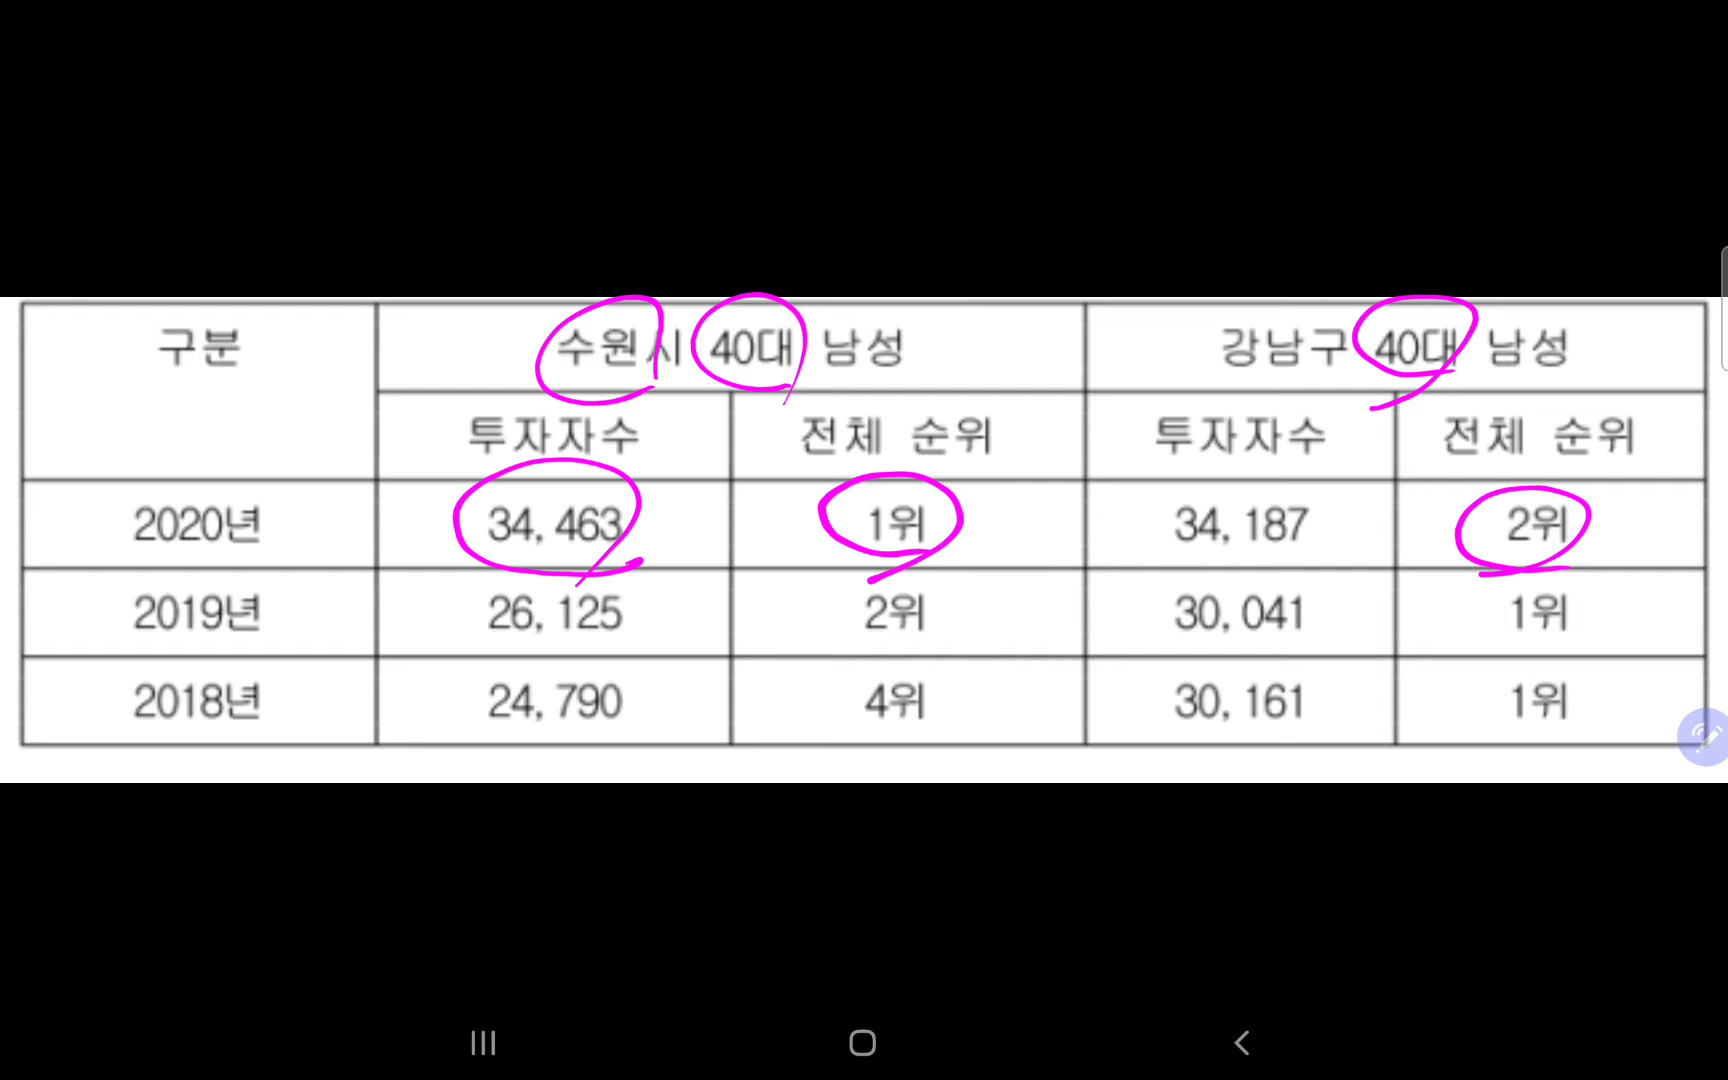 구분 수원시 40대 남성 강남구 40대 남성
투자자수 전체 순위 투자자수 전체 순위
2020년 34,463 1위 34,187 2위
2019년 26,125 2위 30,041 1위
2018년 24,790 4위 30,161 1위